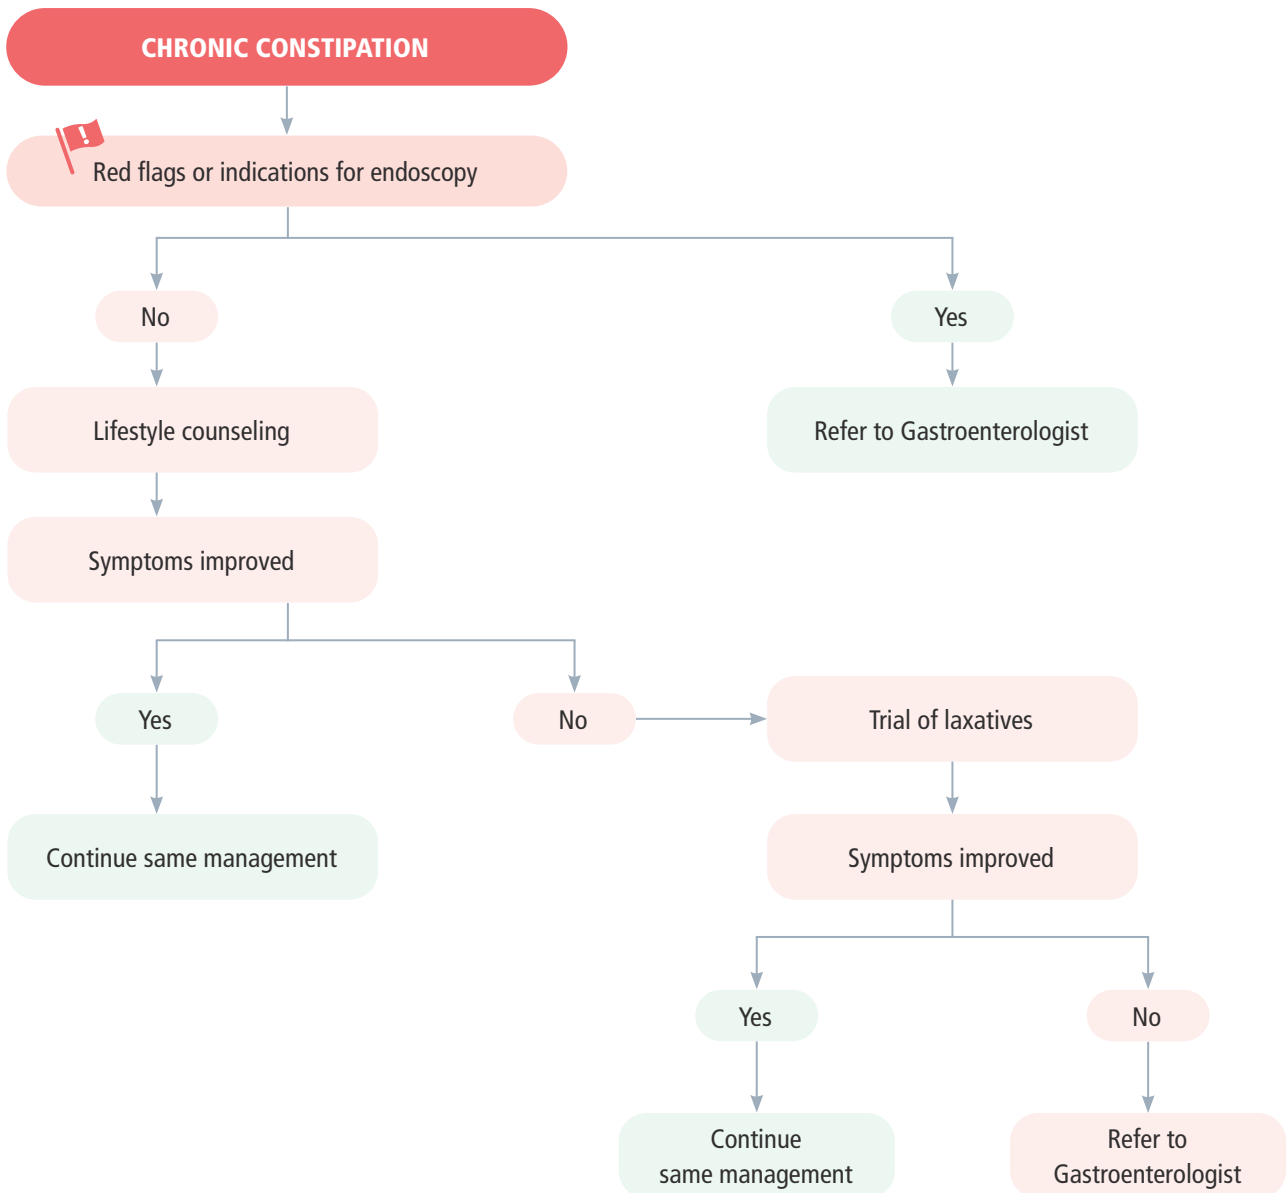 CHRONIC CONSTIPATION
!
Red flags or indications for endoscopy
No
Yes
Lifestyle counseling
Refer to Gastroenterologist
Symptoms improved
Yes
No
Trial of laxatives
Continue same management
Symptoms improved
Yes
No
Continue
same management
Refer to
Gastroenterologist